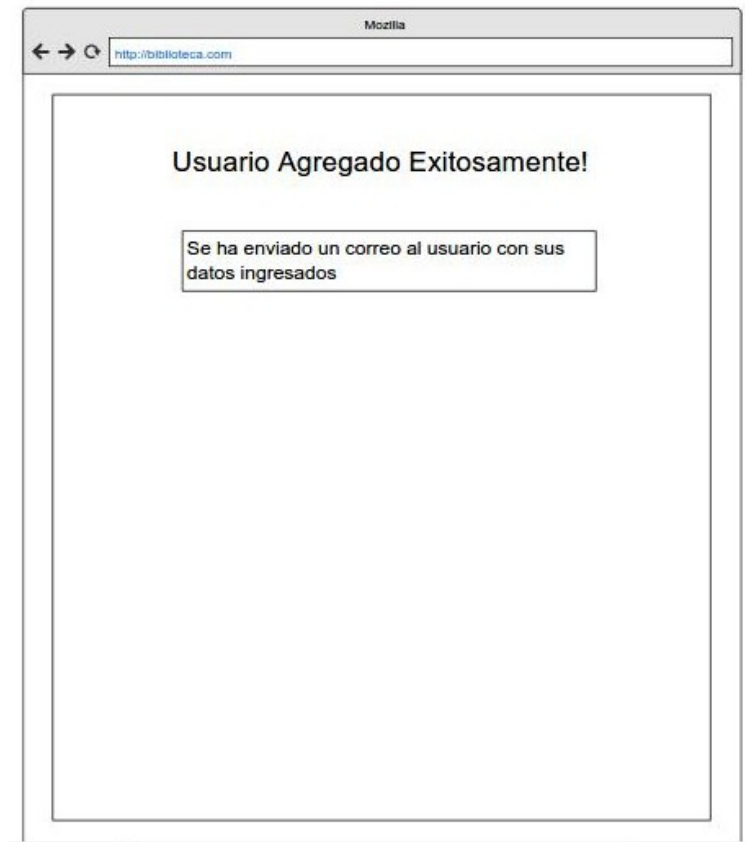 Mozilla
http://biblioteca.com
Usuario Agregado Exitosamente!
Se ha enviado un correo al usuario con sus
datos ingresados